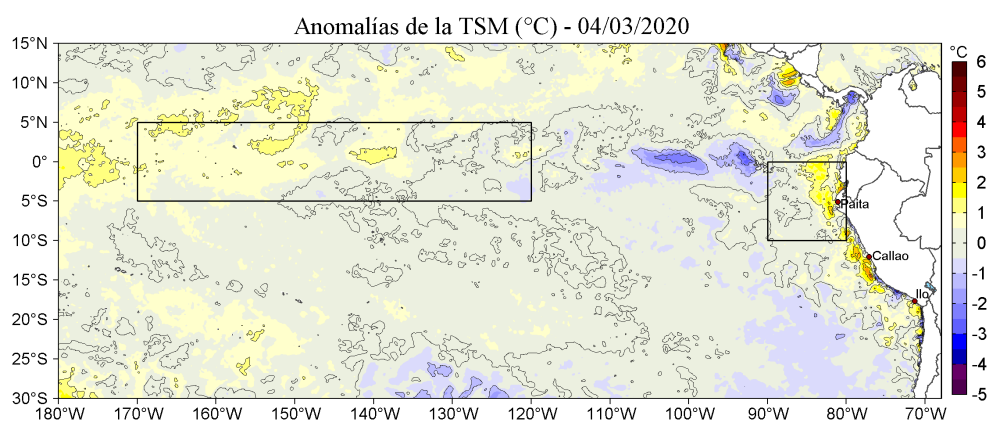 Anomalías de la TSM (°C) - 04/03/2020
15°N
10°N
5°N
0°
5°S
10°S
15°S
20°S
25°S
30°S
180°W
170°W
160°W
150°W
140°W
130°W
120°W
110°W
100°W
90°W
80°W
70°W
Paita
Callao
Ilo
°C
6
5
4
3
2
1
0
-1
-2
-3
-4
-5